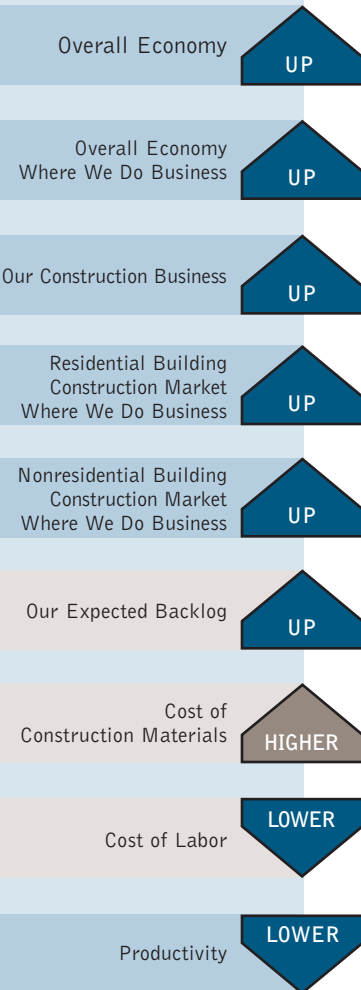 Overall Economy
UP
Overall Economy
Where We Do Business
UP
Our Construction Business
UP
Residential Building
Construction Market
Where We Do Business
UP
Nonresidential Building
Construction Market
Where We Do Business
UP
Our Expected Backlog
UP
Cost of
Construction Materials
HIGHER
Cost of Labor
LOWER
Productivity
LOWER